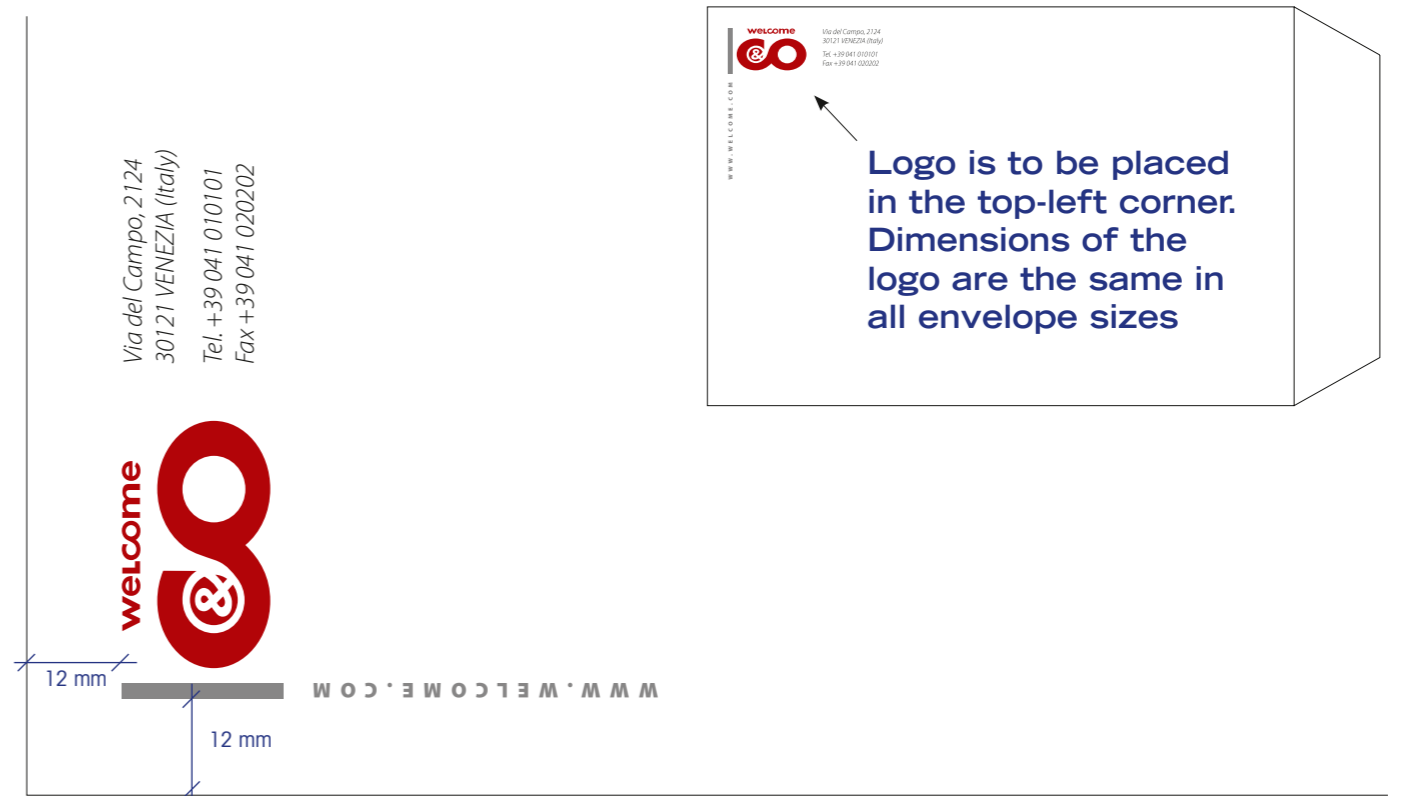 Via del Campo, 2124
30121 VENEZIA (Italy)
Tel. +39 041 010101
Fax +39 041 020202
welcome
&
12 mm
12 mm
WWW.WELCOME.COM
welcome
&
Via del Campo, 2124
30121 VENEZIA (Italy)
Tel. +39 041 010101
Fax +39 041 020202
WWW.WELCOME.COM
Logo is to be placed
in the top-left corner.
Dimensions of the
logo are the same in
all envelope sizes